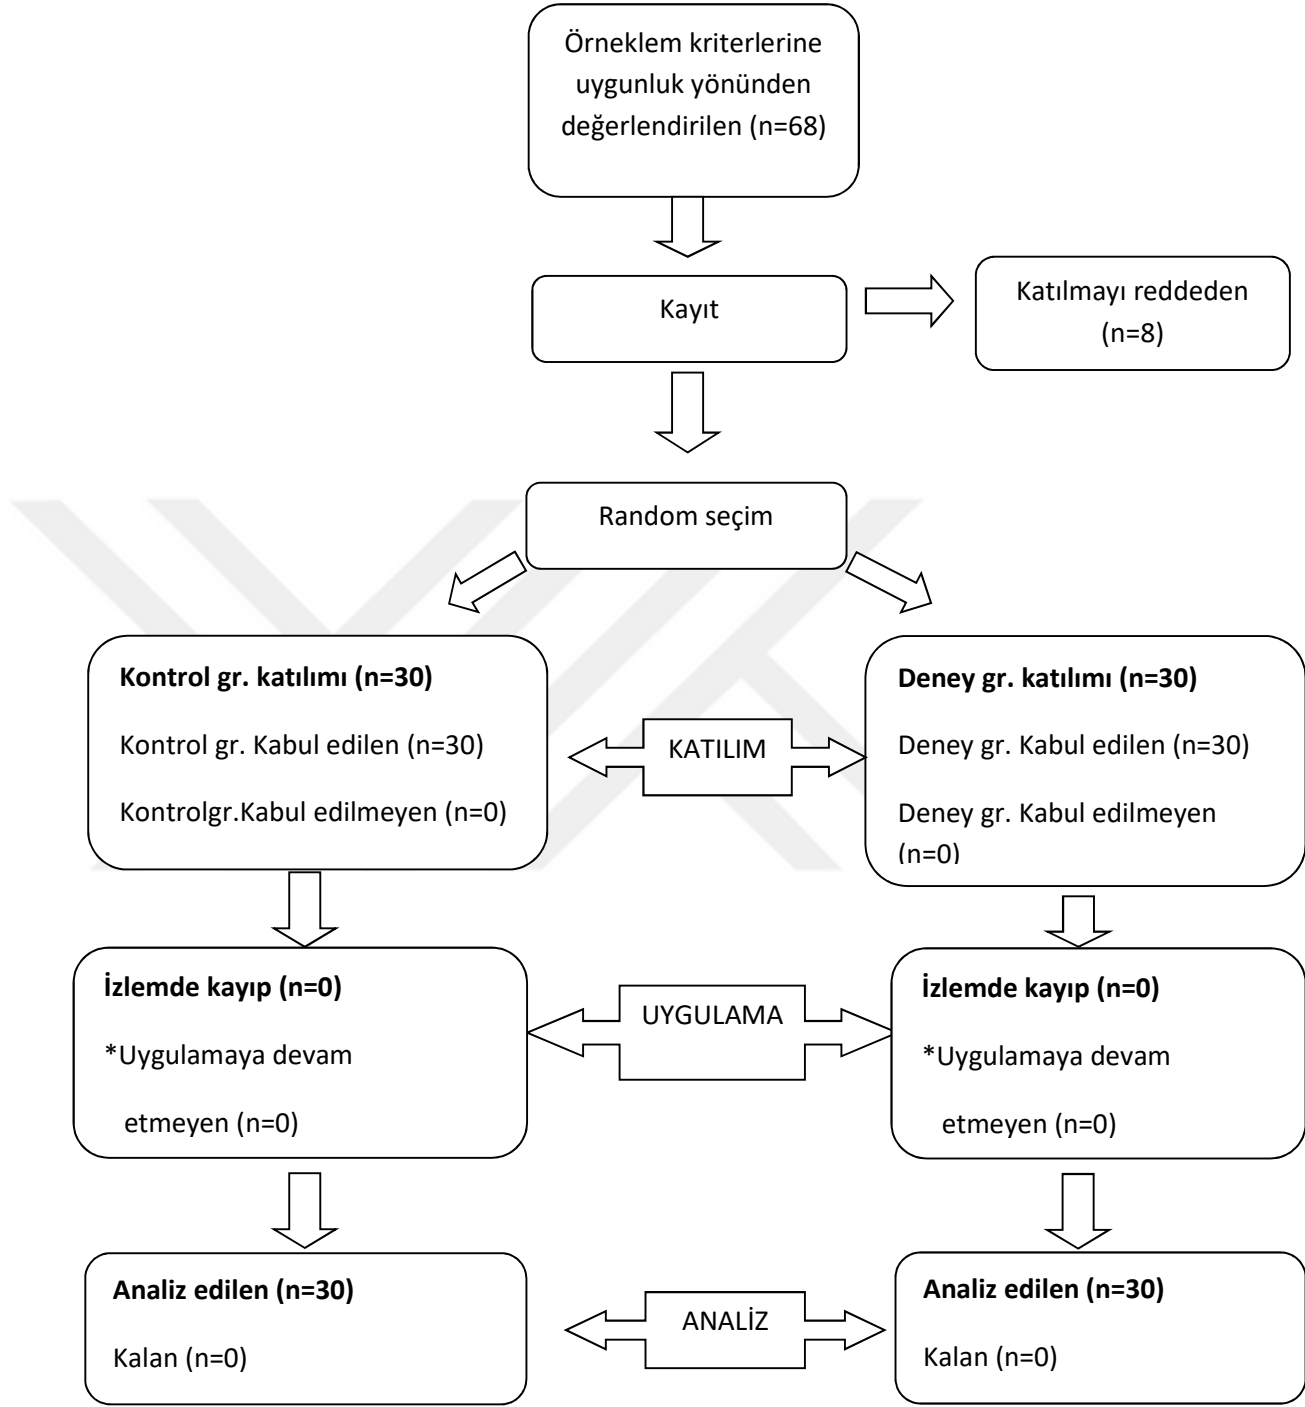 Örneklem kriterlerine
uygunluk yönünden
değerlendirilen (n=68)
Kayıt
Katılmayı reddeden
(n=8)
Random seçim
Kontrol gr. katılımı (n=30)
Kontrol gr. Kabul edilen (n=30)
Kontrolgr.Kabul edilmeyen (n=0)
KATILIM
Deney gr. katılımı (n=30)
Deney gr. Kabul edilen (n=30)
Deney gr. Kabul edilmeyen
(n=0)
İzlemde kayıp (n=0)
*Uygulamaya devam
etmeyen (n=0)
UYGULAMA
İzlemde kayıp (n=0)
*Uygulamaya devam
etmeyen (n=0)
Analiz edilen (n=30)
Kalan (n=0)
ANALİZ
Analiz edilen (n=30)
Kalan (n=0)